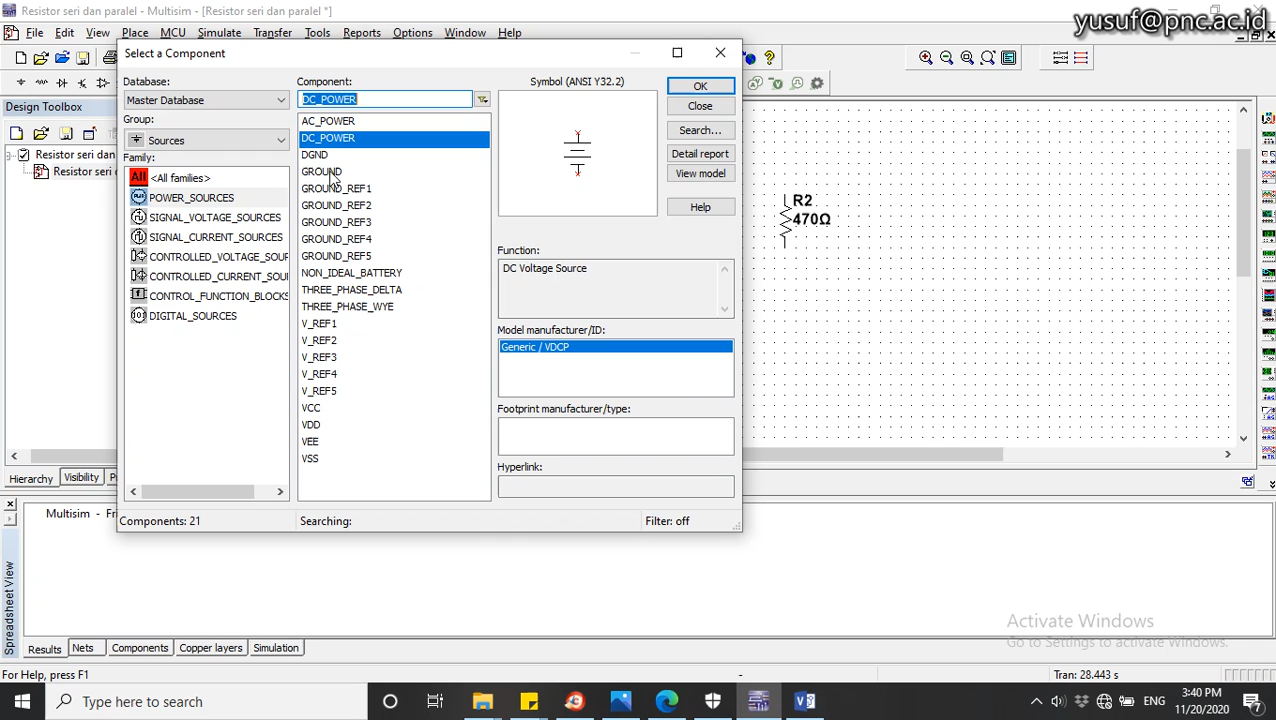 Resistor seri dan paralel - Multisim - [Resistor seri dan paralel *]
yusuf@pnc.ac.id
File Edit View Place MCU Simulate Transfer Tools Reports Options Window Help
Select a Component
Design Toolbox
Resistor seri dan
Resistor seri d
Hierarchy Visibility
Database:
Master Database
Group:
Sources
Family:
All <All families>
POWER_SOURCES
SIGNAL_VOLTAGE_SOURCES
SIGNAL_CURRENT_SOURCES
CONTROLLED_VOLTAGE_SOUR
CONTROLLED_CURRENT_SOUR
CONTROL_FUNCTION_BLOCKS
DIGITAL_SOURCES
Component:
DC_POWER
AC_POWER
DC_POWER
DGND
GROUND
GROUND_REF1
GROUND_REF2
GROUND_REF3
GROUND_REF4
GROUND_REF5
NON_IDEAL_BATTERY
THREE_PHASE_DELTA
THREE_PHASE_WYE
V_REF1
V_REF2
V_REF3
V_REF4
V_REF5
VCC
VDD
VEE
VSS
Symbol (ANSI Y32.2)
OK
Close
Search...
Detail report
View model
Help
Function:
DC Voltage Source
Model manufacturer/ID:
Generic / VDCP
Footprint manufacturer/type:
Hyperlink:
Components: 21 Searching: Filter: off
R2
470Ω
Multisim - Fri
Spreadsheet View
Activate Windows
Go to Settings to activate Windows.
Results Nets Components Copper layers Simulation
For Help, press F1 - Tran: 28.443 s
Type here to search
ENG
3:40 PM
11/20/2020
7